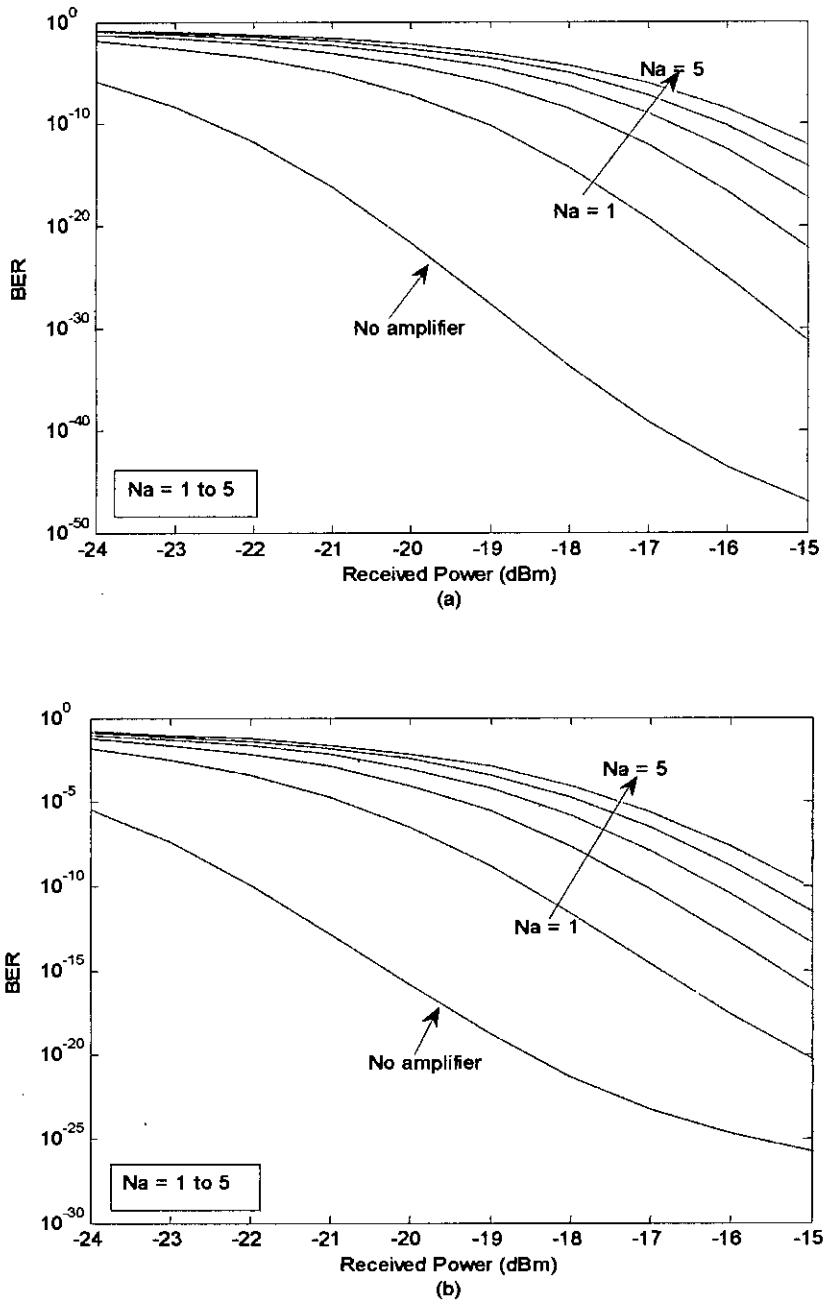 10^0
10^-10
10^-20
10^-30
10^-40
10^-50
BER
Na = 5
Na = 1
No amplifier
Na = 1 to 5
-24 -23 -22 -21 -20 -19 -18 -17 -16 -15
Received Power (dBm)
(a)
10^0
10^-5
10^-10
10^-15
10^-20
10^-25
10^-30
BER
Na = 5
Na = 1
No amplifier
Na = 1 to 5
-24 -23 -22 -21 -20 -19 -18 -17 -16 -15
Received Power (dBm)
(b)